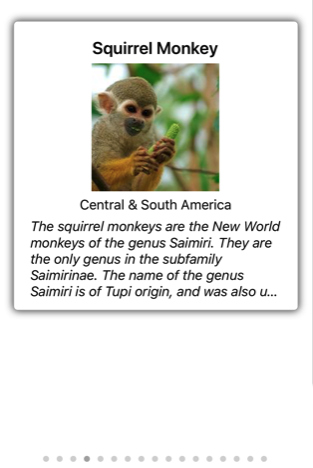 Squirrel Monkey
Central & South America
The squirrel monkeys are the New World
monkeys of the genus Saimiri. They are
the only genus in the subfamily
Saimirinae. The name of the genus
Saimiri is of Tupi origin, and was also u...